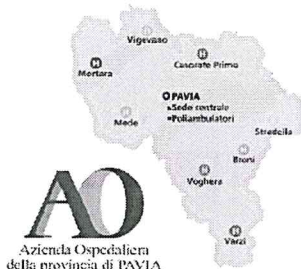 Vigevano
Mortara
Casorate Primo
PAVIA
Sede centrale
Poliambulatori
Mede
Stradella
Broni
Voghera
Varzi
AO
Azienda Ospedaliera
della provincia di PAVIA